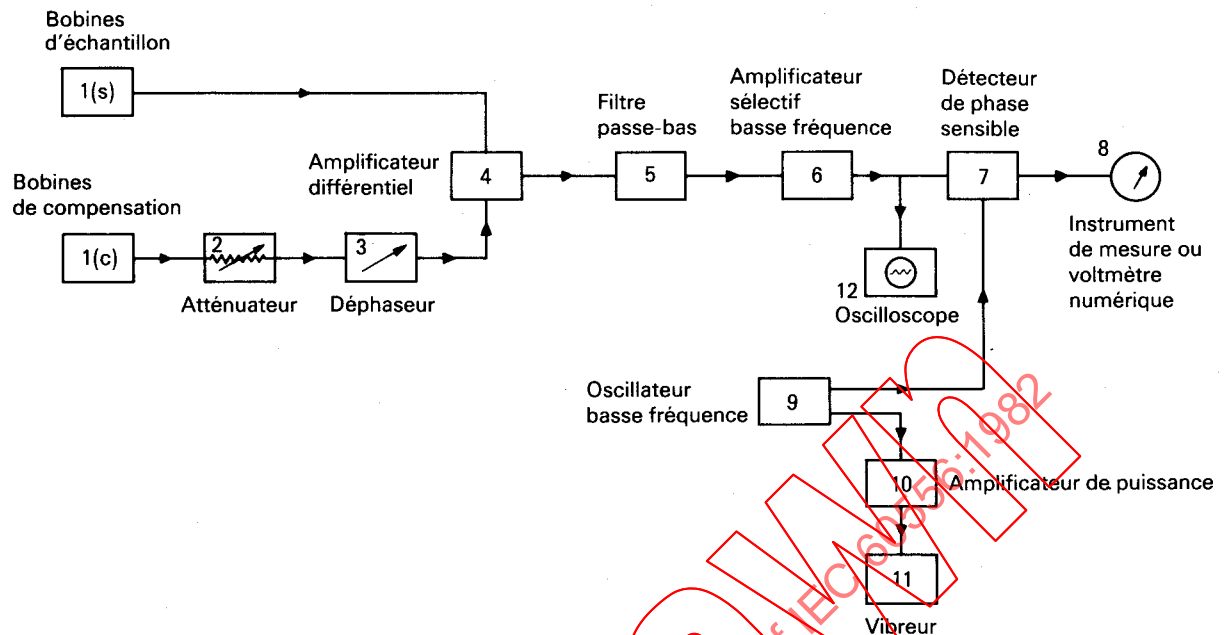 Bobines
d'échantillon
1(s)
Bobines
de compensation
1(c)
2
Atténuateur
3
Déphaseur
Amplificateur
différentiel
4
Filtre
passe-bas
5
Amplificateur
sélectif
basse fréquence
6
Détecteur
de phase
sensible
7
8
Instrument
de mesure ou
voltmètre
numérique
12
Oscilloscope
Oscillateur
basse fréquence
9
10
Amplificateur de puissance
11
Vibreur
of IEC 60556:1982